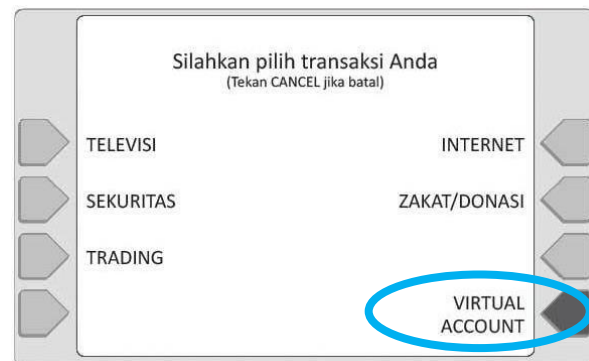 Silahkan pilih transaksi Anda
(Tekan CANCEL jika batal)
TELEVISI
INTERNET
SEKURITAS
ZAKAT/DONASI
TRADING
VIRTUAL
ACCOUNT